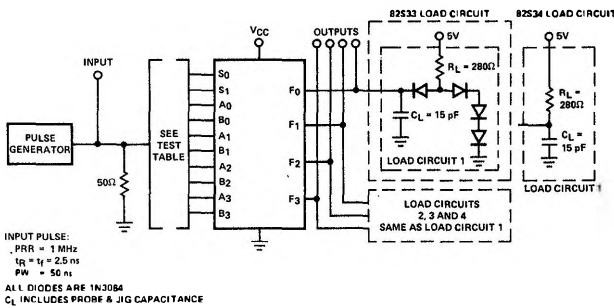 82S33 LOAD CIRCUIT
82S34 LOAD CIRCUIT
VCC
OUTPUTS
5V
5V
INPUT
RL = 280Ω
RL =
280Ω
PULSE
GENERATOR
50Ω
SEE
TEST
TABLE
S0
S1
A0
B0
A1
B1
A2
B2
A3
B3
F0
F1
F2
F3
CL = 15 pF
CL =
15 pF
LOAD CIRCUIT 1
LOAD CIRCUIT 1
LOAD CIRCUITS
2, 3 AND 4
SAME AS LOAD CIRCUIT 1
INPUT PULSE:
PRR = 1 MHz
tR = tf = 2.5 ns
PW = 50 ns
ALL DIODES ARE 1N3064
CL INCLUDES PROBE & JIG CAPACITANCE